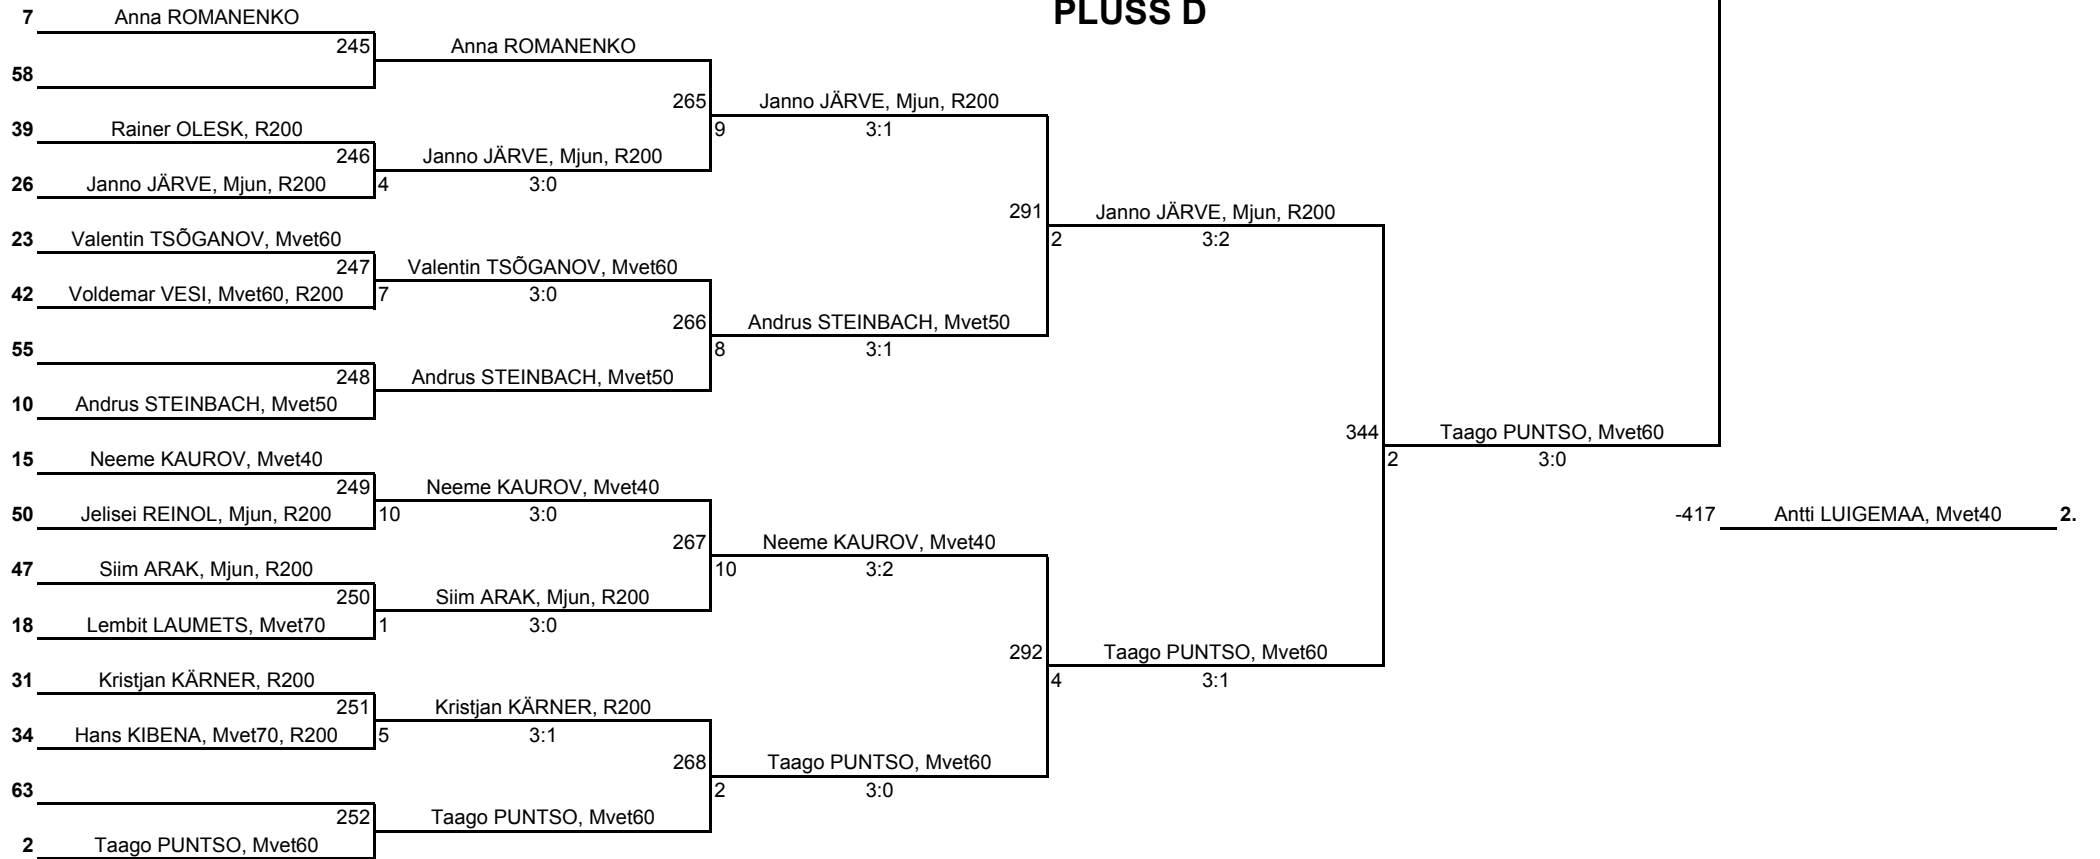 PLUSS D
7 Anna ROMANENKO
245 Anna ROMANENKO
58
265 Janno JÄRVE, Mjun, R200
39 Rainer OLESK, R200 9 3:1
246 Janno JÄRVE, Mjun, R200
26 Janno JÄRVE, Mjun, R200 4 3:0
291 Janno JÄRVE, Mjun, R200
23 Valentin TSÕGANOV, Mvet60 2 3:2
247 Valentin TSÕGANOV, Mvet60
42 Voldemar VESI, Mvet60, R200 7 3:0
266 Andrus STEINBACH, Mvet50
55 8 3:1
248 Andrus STEINBACH, Mvet50
10 Andrus STEINBACH, Mvet50
344 Taago PUNTSO, Mvet60
15 Neeme KAUROV, Mvet40 2 3:0
249 Neeme KAUROV, Mvet40
50 Jelisei REINOL, Mjun, R200 10 3:0 -417 Antti LUIGEMAA, Mvet40 2.
267 Neeme KAUROV, Mvet40
47 Siim ARAK, Mjun, R200 10 3:2
250 Siim ARAK, Mjun, R200
18 Lembit LAUMETS, Mvet70 1 3:0
292 Taago PUNTSO, Mvet60
31 Kristjan KÄRNER, R200 4 3:1
251 Kristjan KÄRNER, R200
34 Hans KIBENA, Mvet70, R200 5 3:1
268 Taago PUNTSO, Mvet60
63 2 3:0
252 Taago PUNTSO, Mvet60
2 Taago PUNTSO, Mvet60